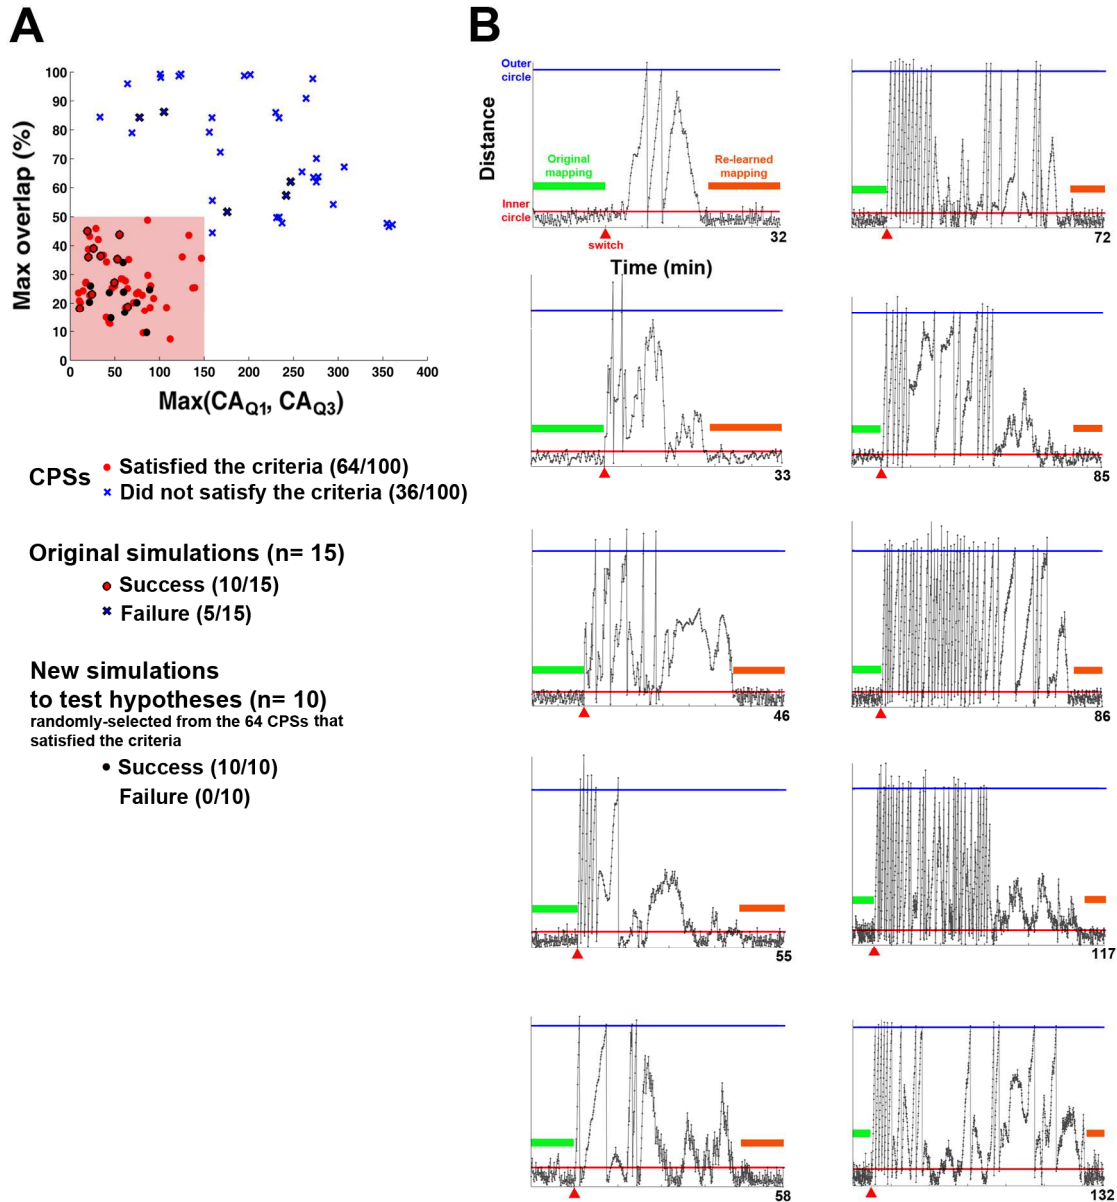 A
B
Max overlap (%)
100
90
80
70
60
50
40
30
20
10
0
0 50 100 150 200 250 300 350 400
Max(CAQ1, CAQ3)
CPSs
Satisfied the criteria (64/100)
Did not satisfy the criteria (36/100)
Original simulations (n= 15)
Success (10/15)
Failure (5/15)
New simulations
to test hypotheses (n= 10)
randomly-selected from the 64 CPSs that
satisfied the criteria
Success (10/10)
Failure (0/10)
Distance
Outer
circle
Original
mapping
Re-learned
mapping
Inner
circle
switch
32
Time (min)
72
33
85
46
86
55
117
58
132